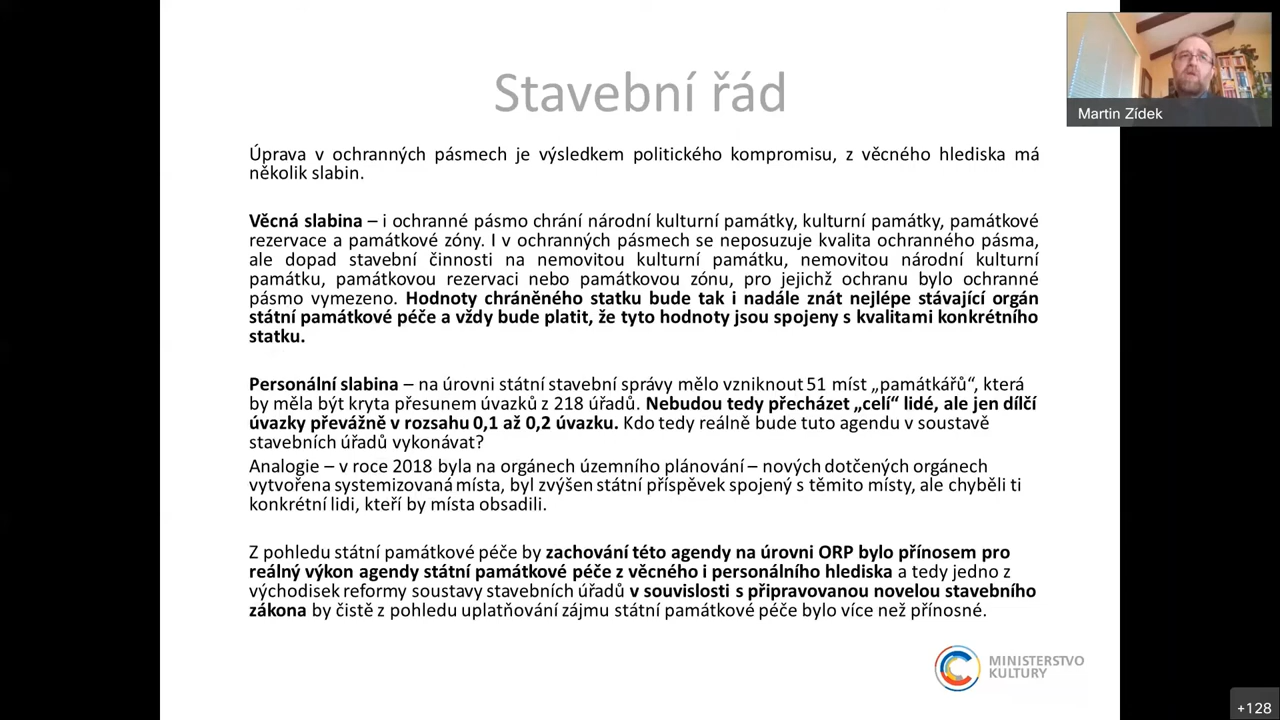 Stavební řád
Martin Zídek
Úprava v ochranných pásmech je výsledkem politického kompromisu, z věcného hlediska má
několik slabin.
Věcná slabina – i ochranné pásmo chrání národní kulturní památky, kulturní památky, památkové
rezervace a památkové zóny. I v ochranných pásmech se neposuzuje kvalita ochranného pásma,
ale dopad stavební činnosti na nemovitou kulturní památku, nemovitou národní kulturní
památku, památkovou rezervaci nebo památkovou zónu, pro jejichž ochranu bylo ochranné
pásmo vymezeno. Hodnoty chráněného statku bude tak i nadále znát nejlépe stávající orgán
státní památkové péče a vždy bude platit, že tyto hodnoty jsou spojeny s kvalitami konkrétního
statku.
Personální slabina – na úrovni státní stavební správy mělo vzniknout 51 míst „památkářů“, která
by měla být kryta přesunem úvazků z 218 úřadů. Nebudou tedy přecházet „celí“ lidé, ale jen dílčí
úvazky převážně v rozsahu 0,1 až 0,2 úvazku. Kdo tedy reálně bude tuto agendu v soustavě
stavebních úřadů vykonávat?
Analogie – v roce 2018 byla na orgánech územního plánování – nových dotčených orgánech
vytvořena systemizovaná místa, byl zvýšen státní příspěvek spojený s těmito místy, ale chyběli ti
konkrétní lidi, kteří by místa obsadili.
Z pohledu státní památkové péče by zachování této agendy na úrovni ORP bylo přínosem pro
reálný výkon agendy státní památkové péče z věcného i personálního hlediska a tedy jedno z
východisek reformy soustavy stavebních úřadů v souvislosti s připravovanou novelou stavebního
zákona by čistě z pohledu uplatňování zájmu státní památkové péče bylo více než přínosné.
MINISTERSTVO
KULTURY
+128